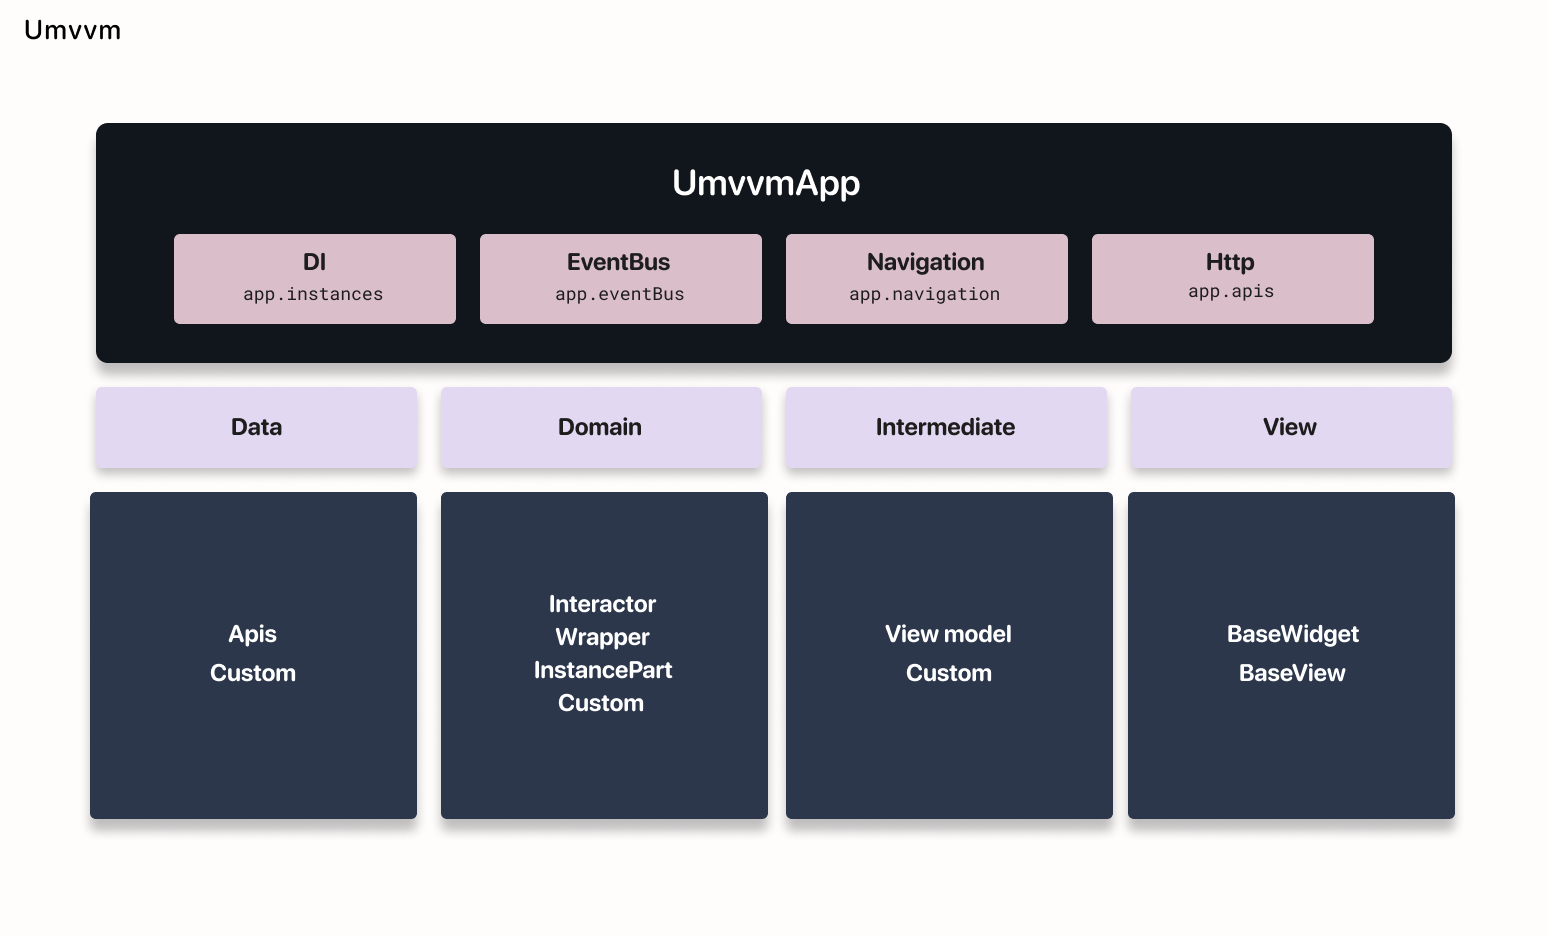 Umvvm
UmvvmApp
DI
app.instances
EventBus
app.eventBus
Navigation
app.navigation
Http
app.apis
Data
Domain
Intermediate
View
Apis
Custom
Interactor
Wrapper
InstancePart
Custom
View model
Custom
BaseWidget
BaseView